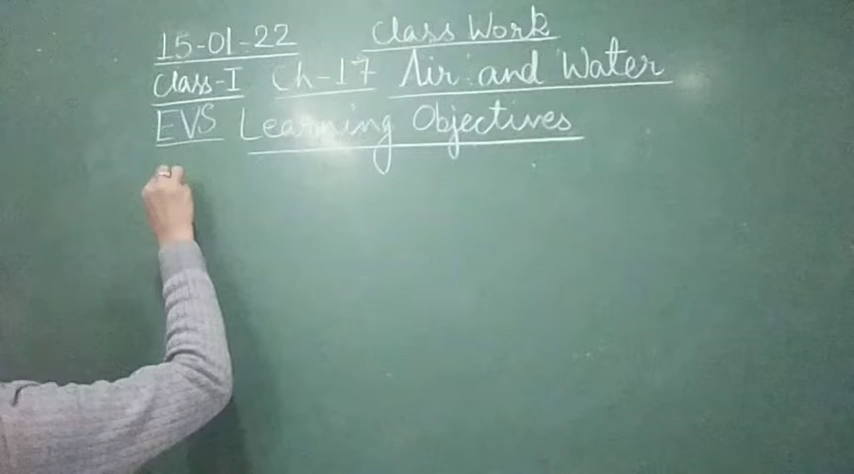 15-01-22 Class Work
Class-I Ch-17 Air and Water
EVS Learning Objectives